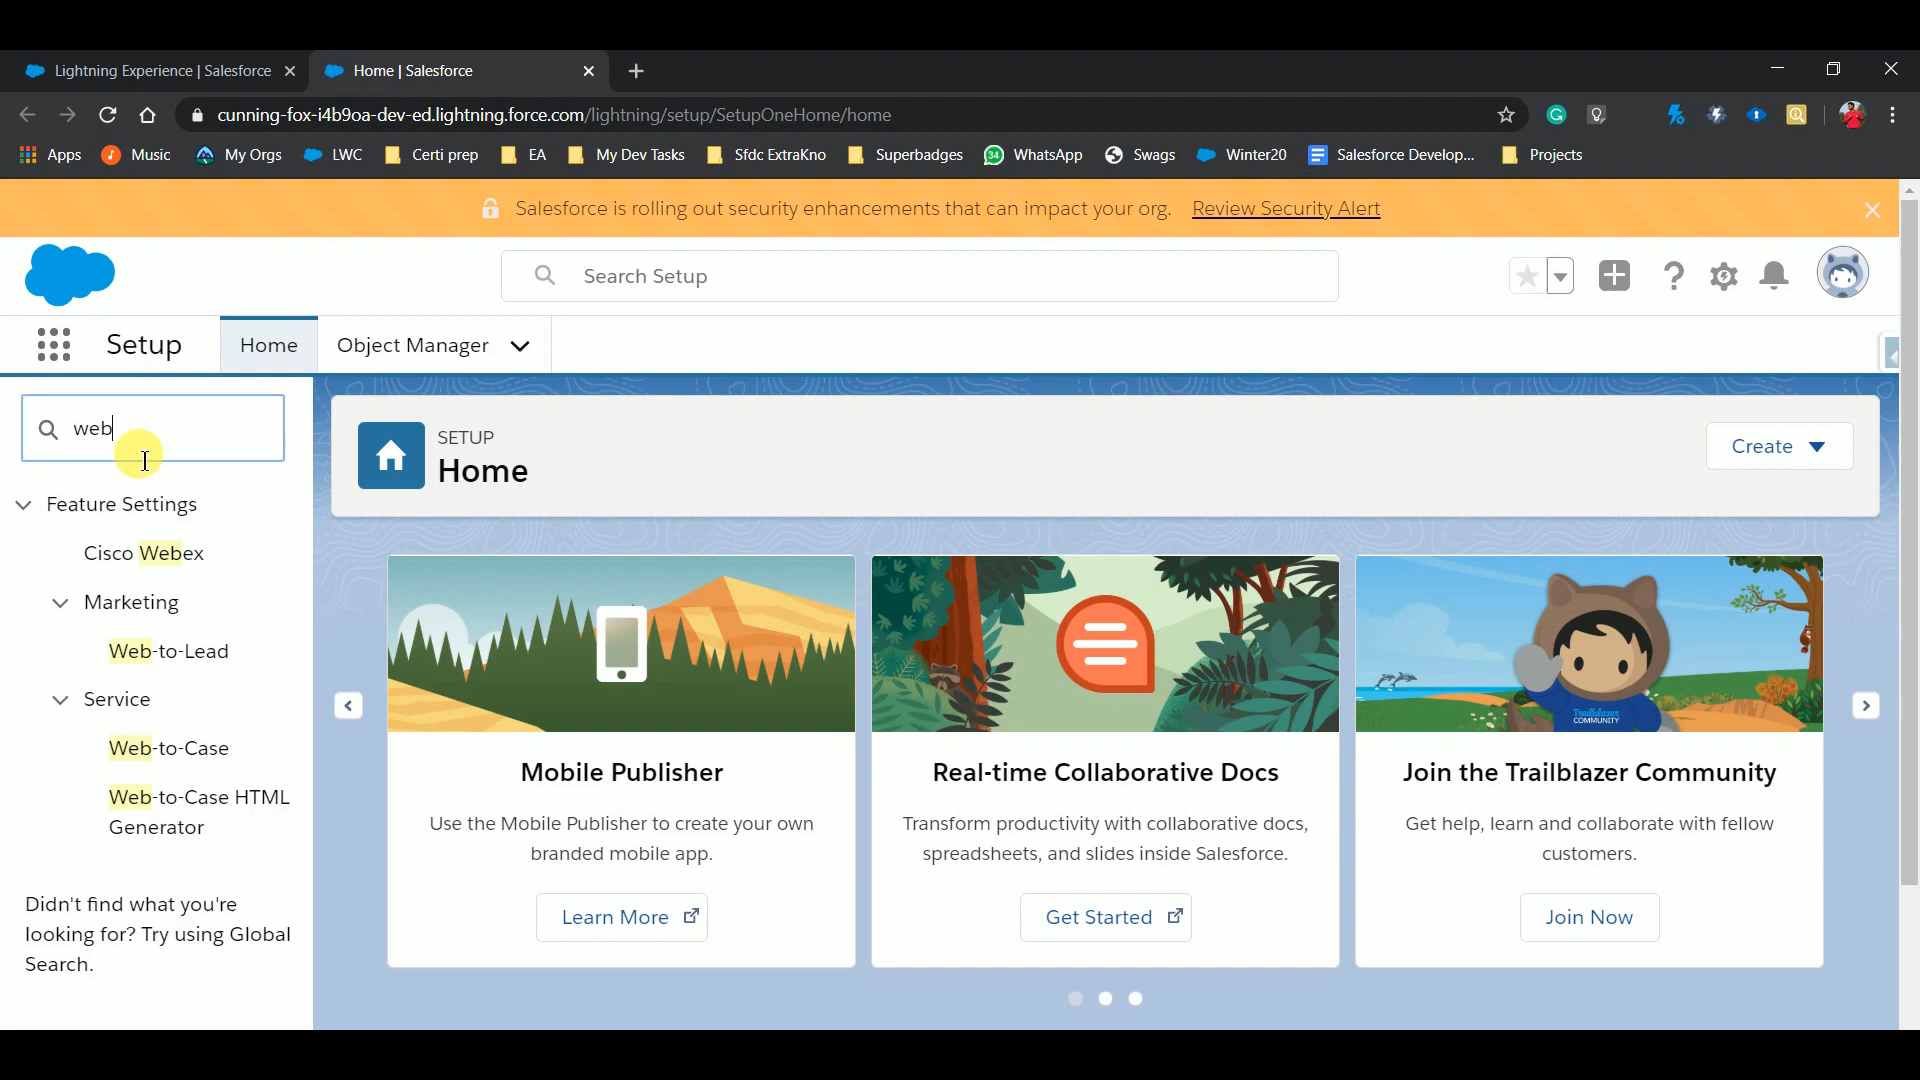 Lightning Experience | Salesforce
Home | Salesforce
cunning-fox-i4b9oa-dev-ed.lightning.force.com/lightning/setup/SetupOneHome/home
Apps Music My Orgs LWC Certi prep EA My Dev Tasks Sfdc ExtraKno Superbadges 34 WhatsApp Swags Winter20 Salesforce Develop... Projects
Salesforce is rolling out security enhancements that can impact your org. Review Security Alert
Search Setup
Setup Home Object Manager
web
Feature Settings
Cisco Webex
Marketing
Web-to-Lead
Service
Web-to-Case
Web-to-Case HTML
Generator
Didn't find what you're
looking for? Try using Global
Search.
SETUP
Home
Create
Mobile Publisher
Use the Mobile Publisher to create your own
branded mobile app.
Learn More
Real-time Collaborative Docs
Transform productivity with collaborative docs,
spreadsheets, and slides inside Salesforce.
Get Started
Trailblazer
COMMUNITY
Join the Trailblazer Community
Get help, learn and collaborate with fellow
customers.
Join Now